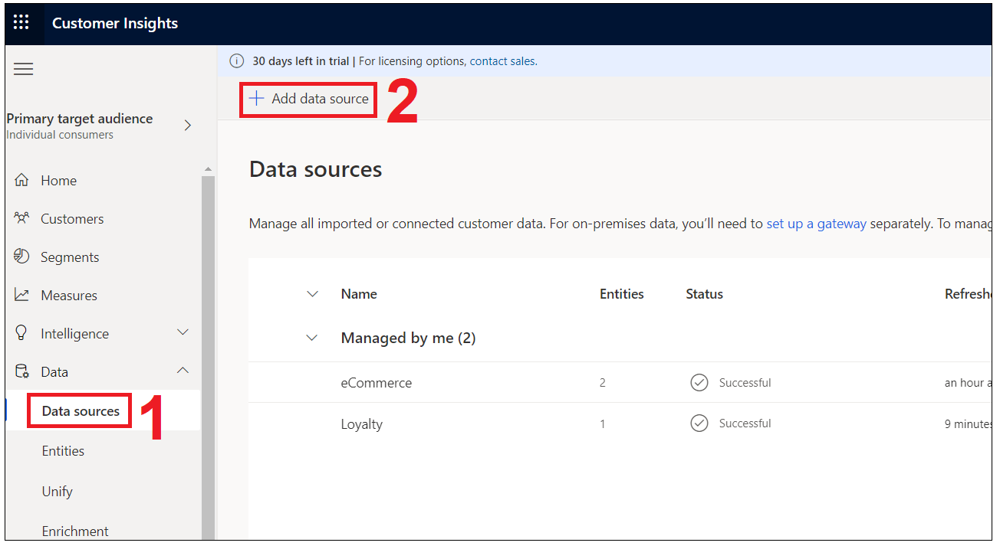 Customer Insights
30 days left in trial | For licensing options, contact sales.
Add data source
2
Primary target audience
Individual consumers
Home
Customers
Segments
Measures
Intelligence
Data
Data sources
1
Entities
Unify
Enrichment
Data sources
Manage all imported or connected customer data. For on-premises data, you'll need to set up a gateway separately. To manag
Name Entities Status Refreshe
Managed by me (2)
eCommerce 2 Successful an hour a
Loyalty 1 Successful 9 minutes